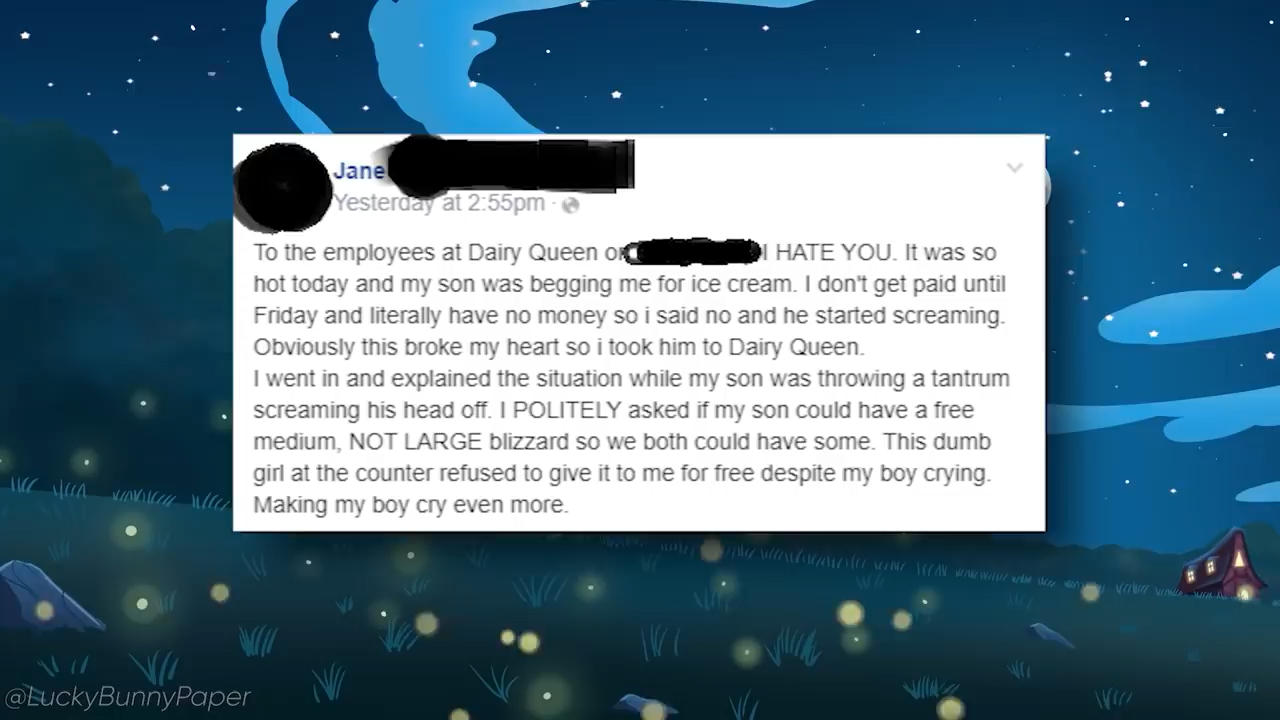 Jane
Yesterday at 2:55pm ·
To the employees at Dairy Queen on I HATE YOU. It was so
hot today and my son was begging me for ice cream. I don't get paid until
Friday and literally have no money so i said no and he started screaming.
Obviously this broke my heart so i took him to Dairy Queen.
I went in and explained the situation while my son was throwing a tantrum
screaming his head off. I POLITELY asked if my son could have a free
medium, NOT LARGE blizzard so we both could have some. This dumb
girl at the counter refused to give it to me for free despite my boy crying.
Making my boy cry even more.
@LuckyBunnyPaper